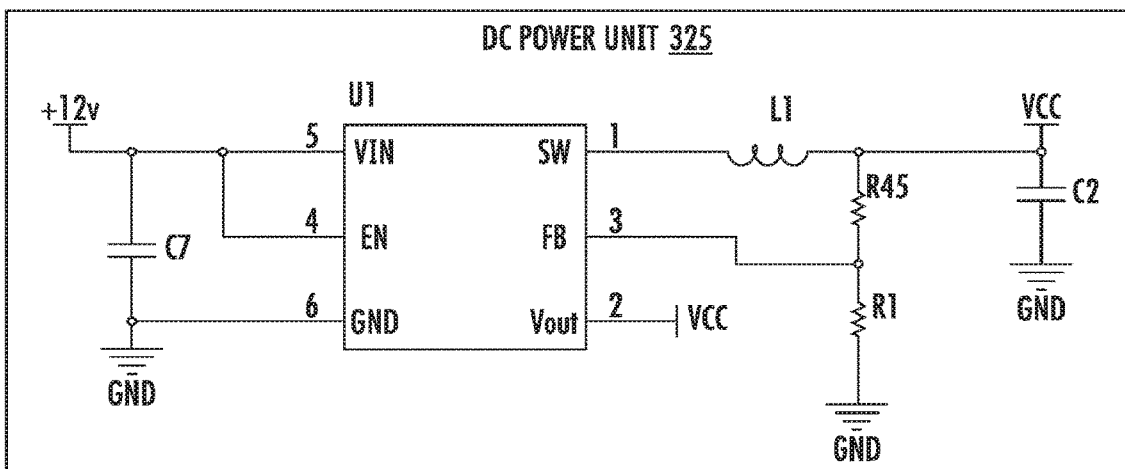 DC POWER UNIT 325
U1
+12v
L1
VCC
5
VIN
SW
1
R45
C2
4
EN
FB
3
C7
GND
6
GND
Vout
2
VCC
R1
GND
GND